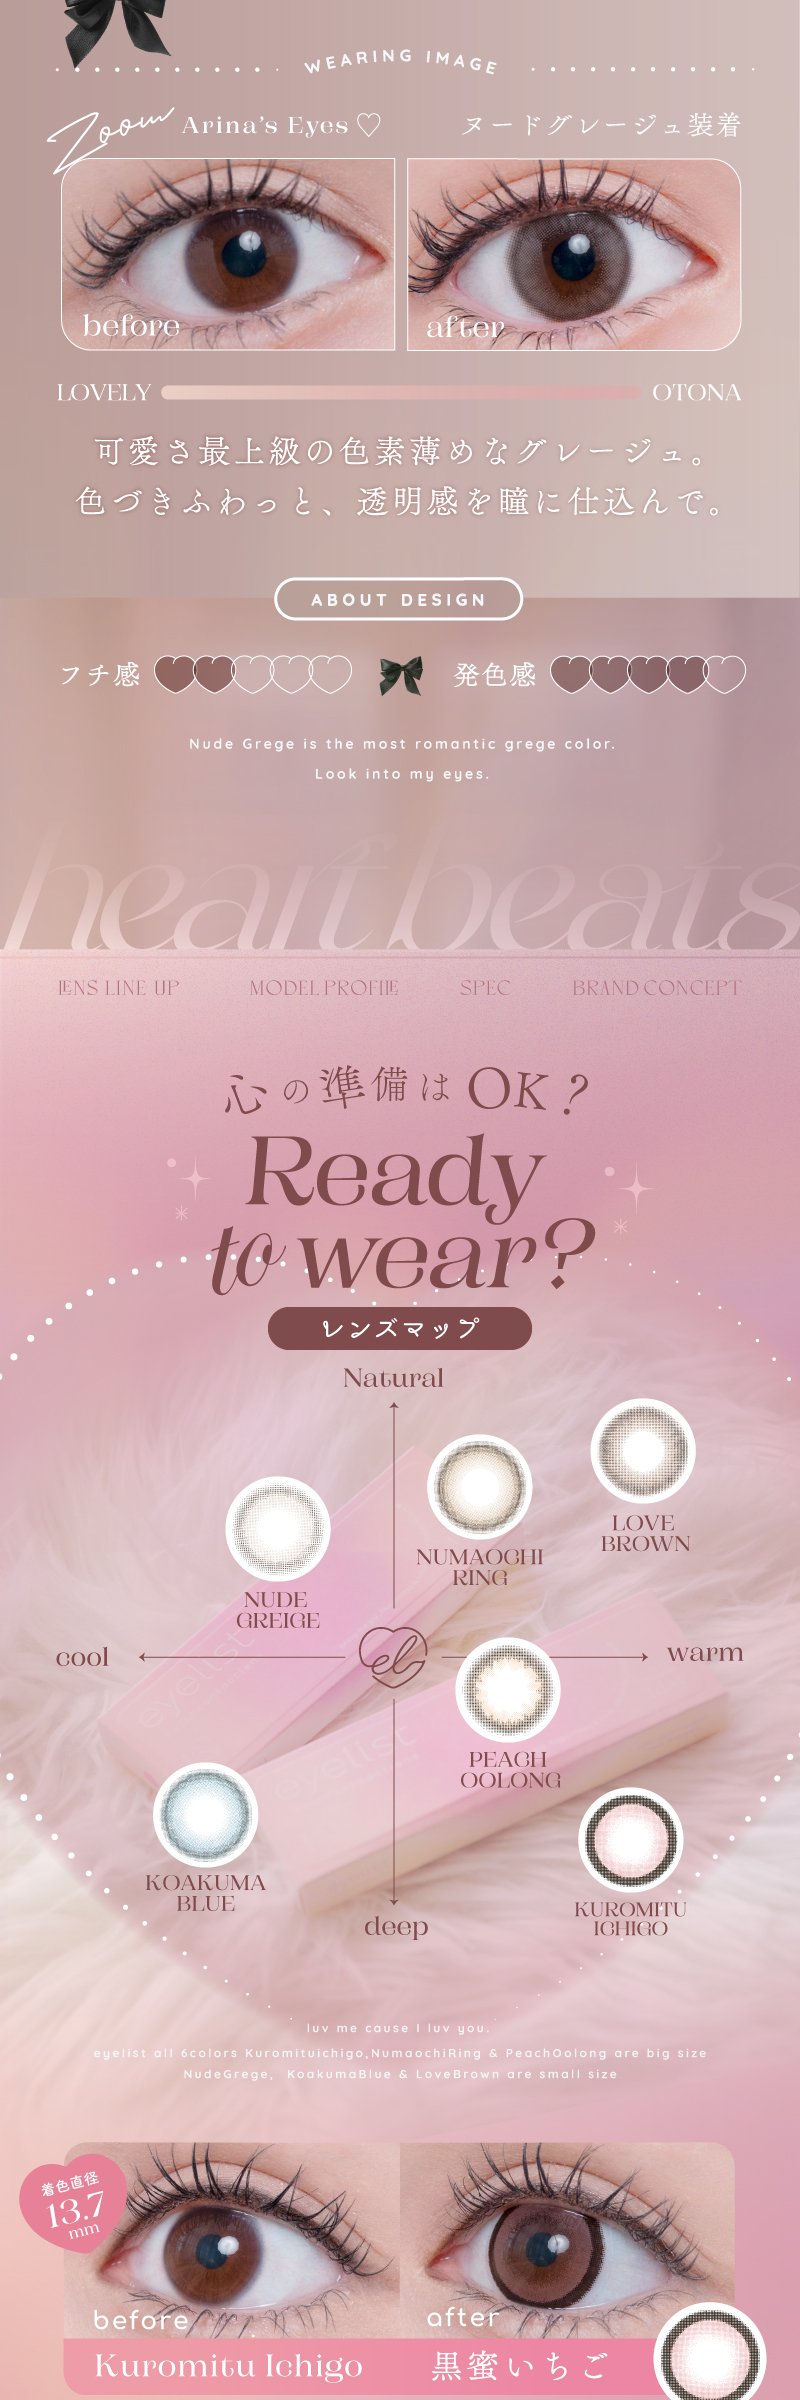 WEARING IMAGE
Zoom Arina's Eyes♡
ヌードグレージュ装着
before
after
LOVELY
OTONA
可愛さ最上級の色素薄めなグレージュ。
色づきふわっと、透明感を瞳に仕込んで。
ABOUT DESIGN
フチ感
発色感
Nude Grege is the most romantic grege color.
Look into my eyes.
heart beats
LENS LINE UP
MODEL PROFILE
SPEC
BRAND CONCEPT
心の準備はOK?
Ready
to wear?
レンズマップ
Natural
LOVE
BROWN
NUMAOCHI
RING
NUDE
GREIGE
cool
el
warm
eyelist
eyelist
PEACH
OOLONG
KOAKUMA
BLUE
KUROMITU
ICHIGO
deep
luv me cause I luv you.
eyelist all 6colors Kuromituichigo,NumaochiRing & PeachOolong are big size
NudeGrege, KoakumaBlue & LoveBrown are small size
着色直径
13.7
mm
before
after
Kuromitu Ichigo
黒蜜いちご